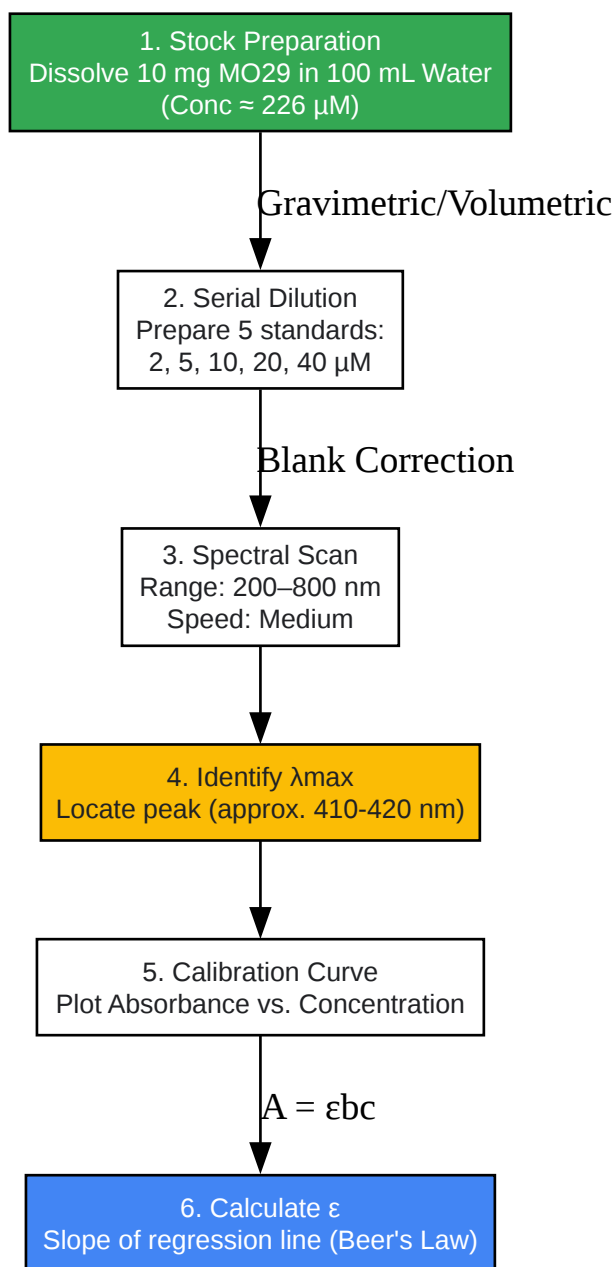 1. Stock Preparation
Dissolve 10 mg MO29 in 100 mL Water
(Conc ≈ 226 µM)
Gravimetric/Volumetric
2. Serial Dilution
Prepare 5 standards:
2, 5, 10, 20, 40 µM
Blank Correction
3. Spectral Scan
Range: 200–800 nm
Speed: Medium
4. Identify λmax
Locate peak (approx. 410-420 nm)
5. Calibration Curve
Plot Absorbance vs. Concentration
A = εbc
6. Calculate ε
Slope of regression line (Beer's Law)